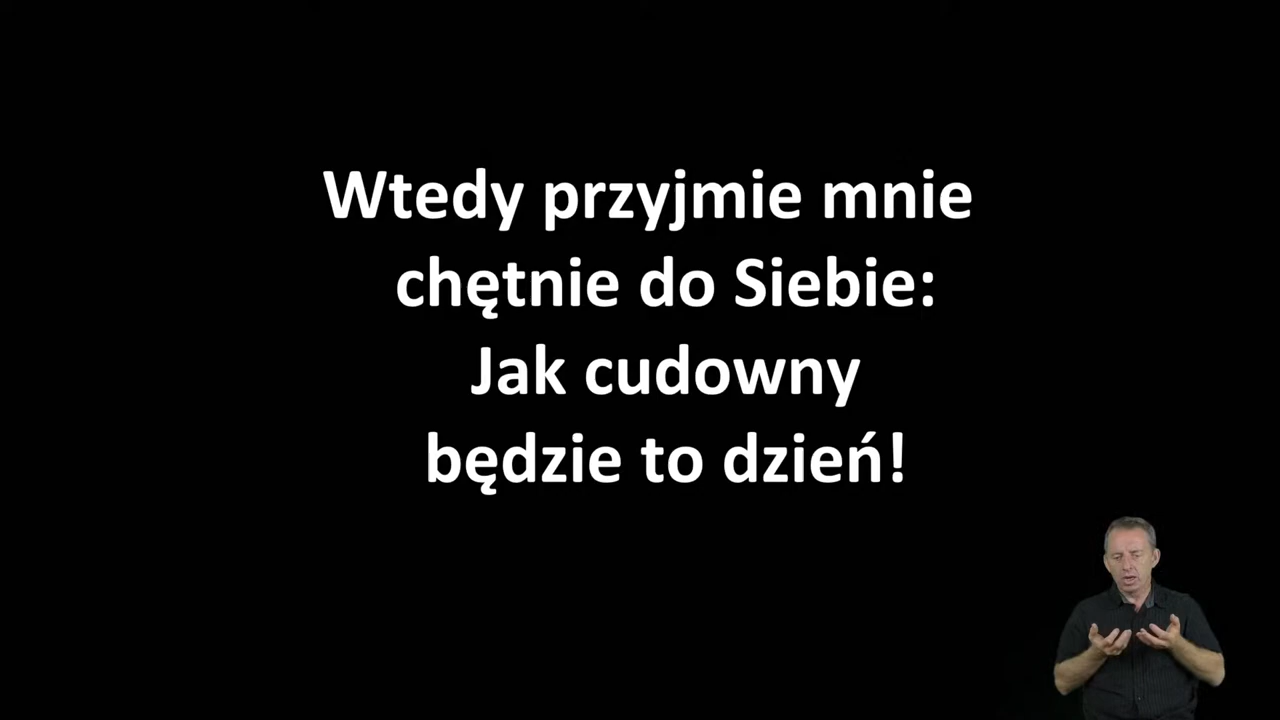 Wtedy przyjmie mnie
chętnie do Siebie:
Jak cudowny
będzie to dzień!